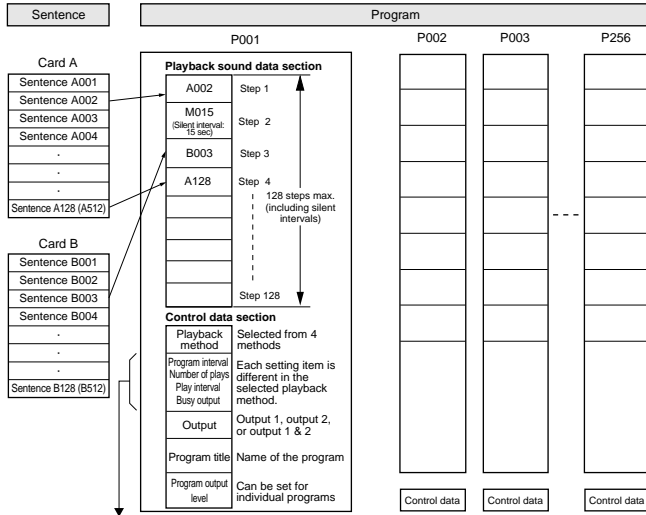 Sentence
Program
Card A
Sentence A001
Sentence A002
Sentence A003
Sentence A004
.
.
.
Sentence A128 (A512)
Card B
Sentence B001
Sentence B002
Sentence B003
Sentence B004
.
.
.
Sentence B128 (B512)
P001
Playback sound data section
A002
Step 1
M015
(Silent interval:
15 sec)
Step 2
B003
Step 3
A128
Step 4
128 steps max.
(including silent
intervals)
Step 128
Control data section
Playback
method
Selected from 4
methods
Program interval
Number of plays
Play interval
Busy output
Each setting item is
different in the
selected playback
method.
Output
Output 1, output 2,
or output 1 & 2
Program title
Name of the program
Program output
level
Can be set for
individual programs
P002
P003
P256
Control data
Control data
Control data